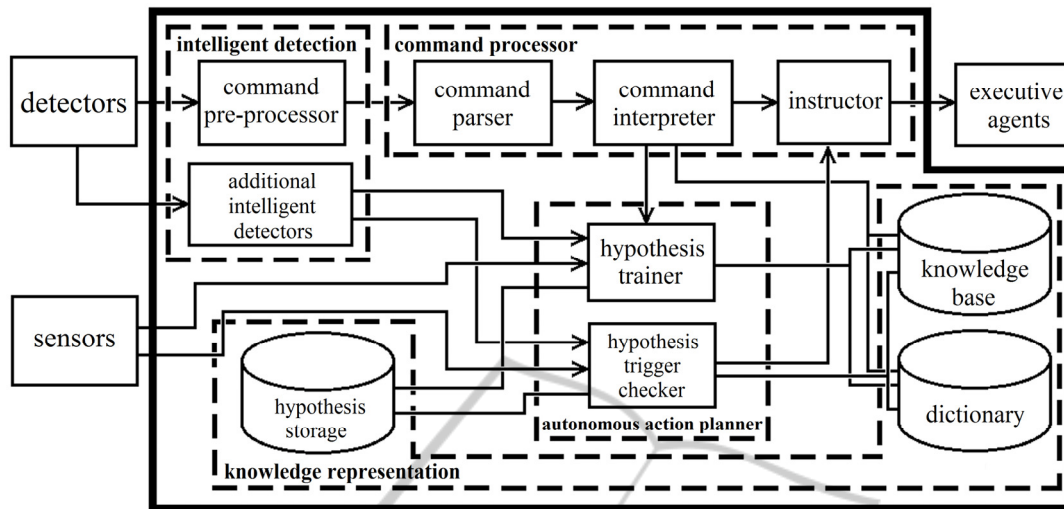 intelligent detection
command processor
detectors
command
pre-processor
command
parser
command
interpreter
instructor
executive
agents
additional
intelligent
detectors
hypothesis
trainer
knowledge
base
sensors
hypothesis
trigger
checker
hypothesis
storage
dictionary
autonomous action planner
knowledge representation